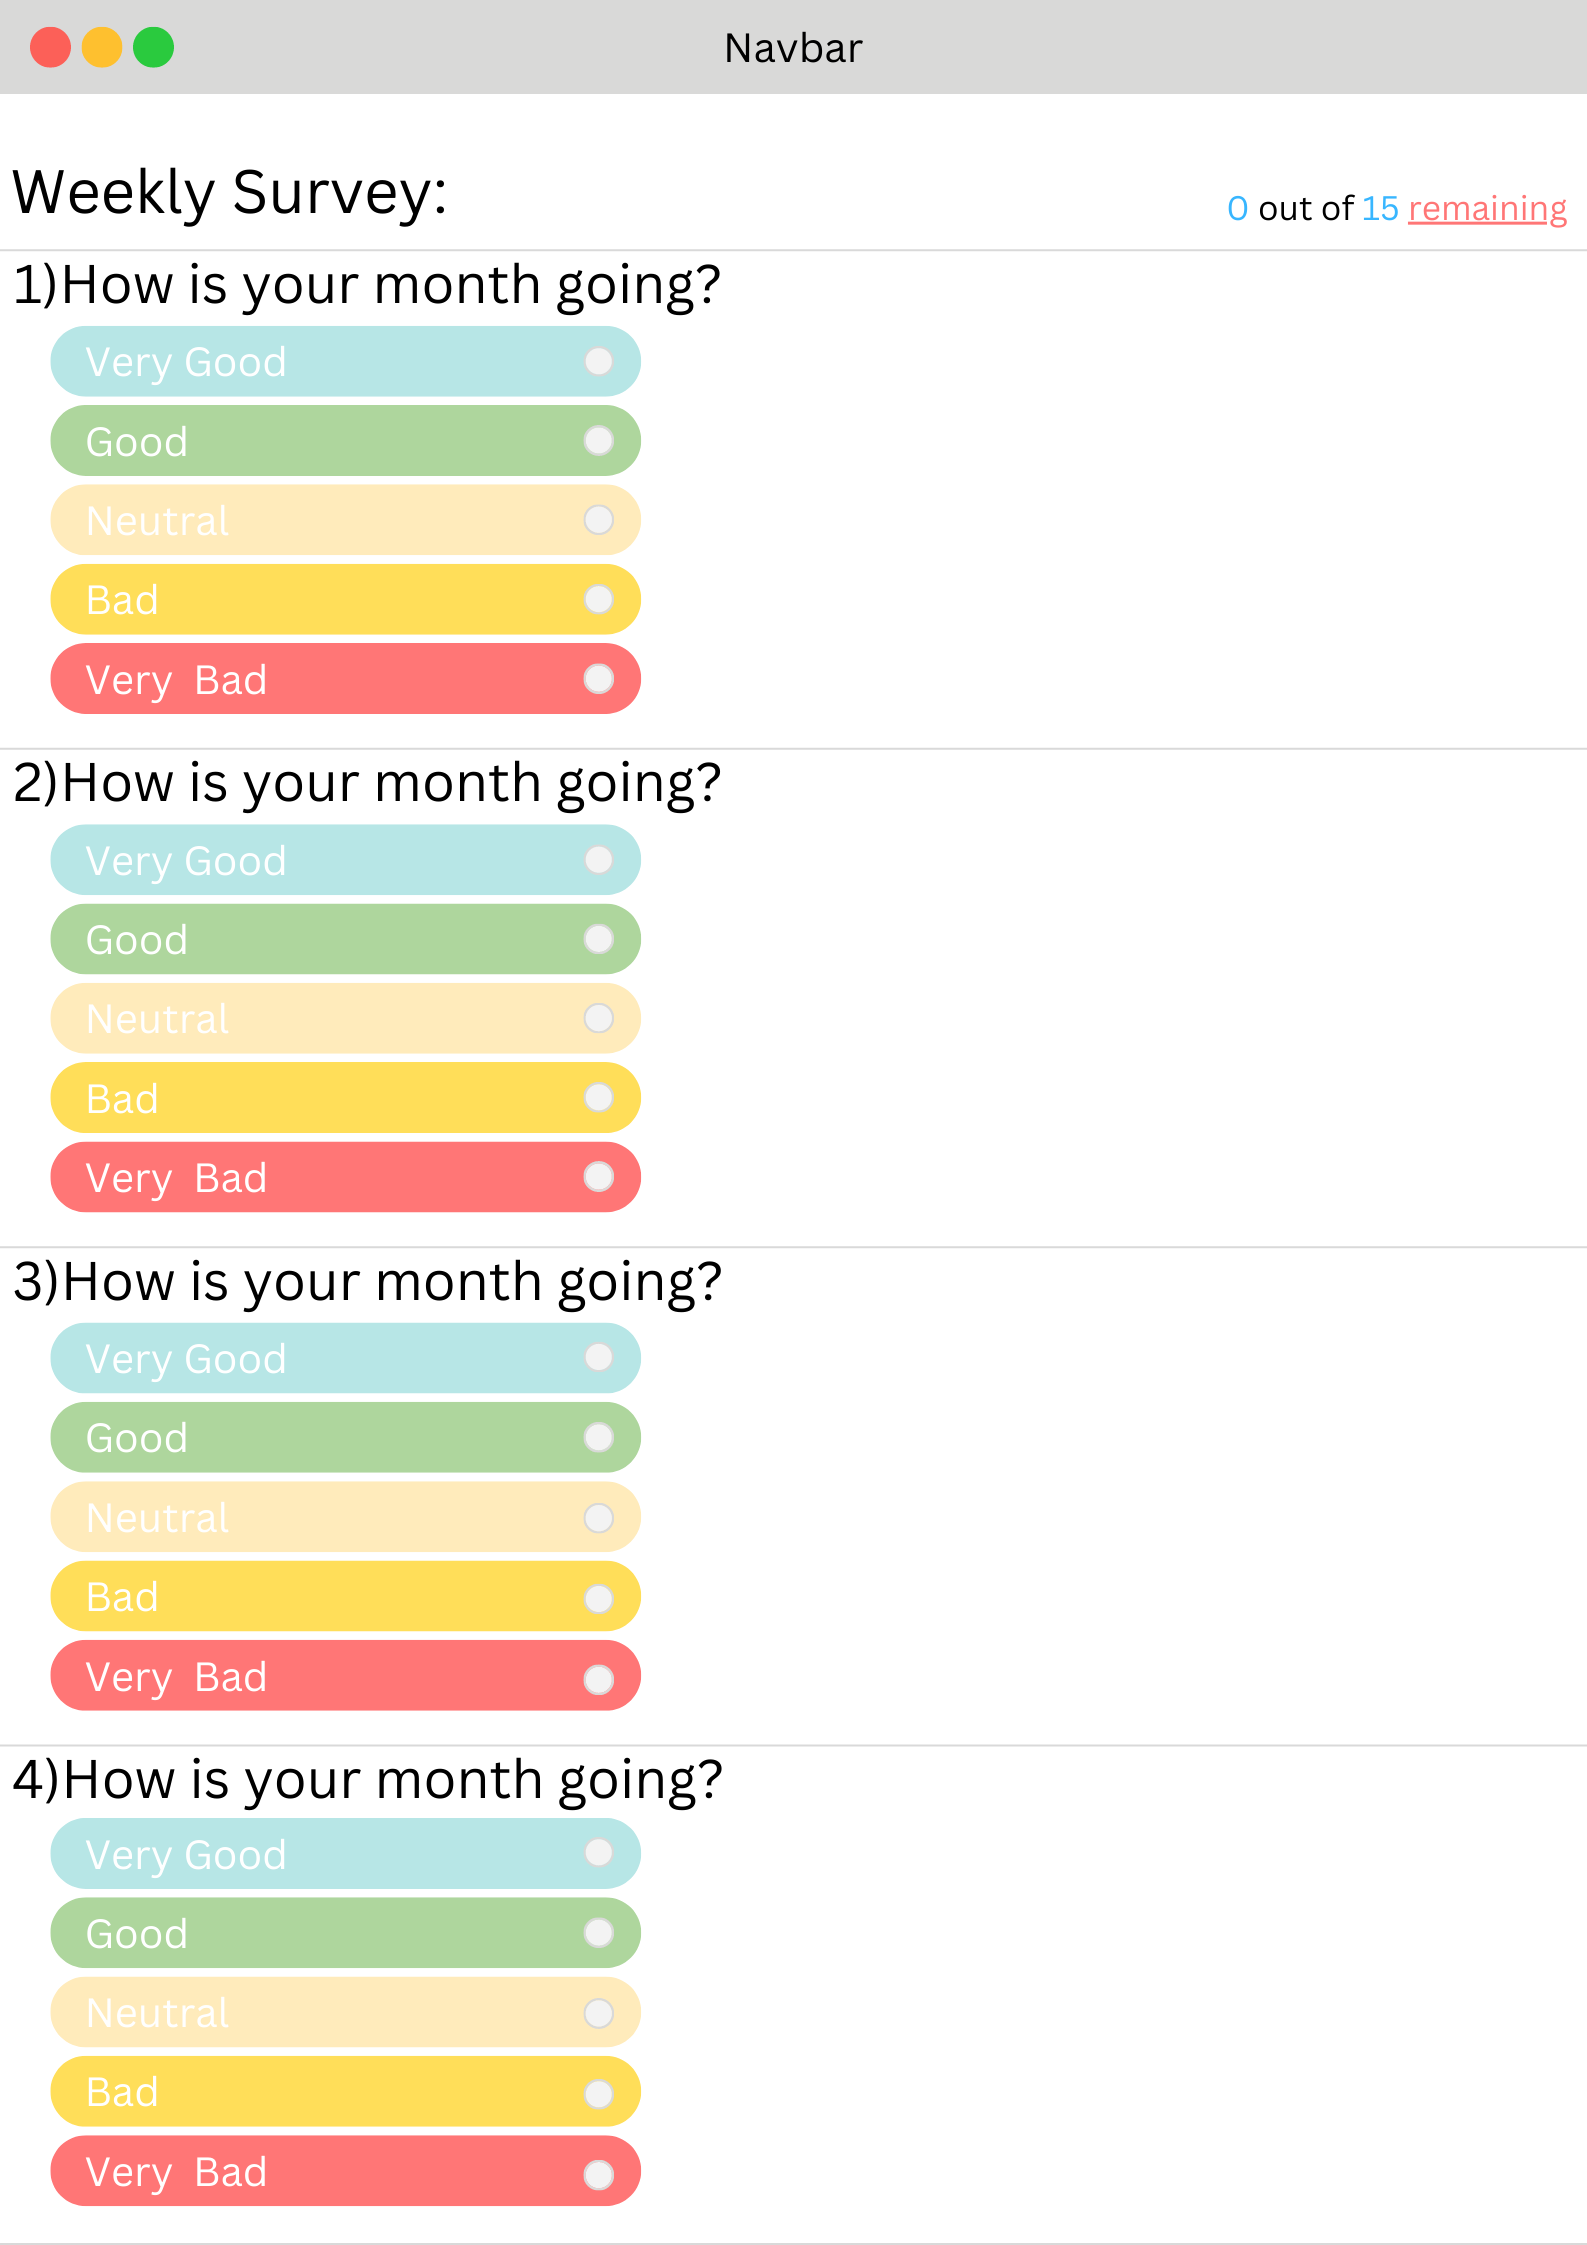 Navbar
Weekly Survey:
0 out of 15 remaining
1)How is your month going?
Very Good
Good
Neutral
Bad
Very  Bad
2)How is your month going?
Very Good
Good
Neutral
Bad
Very  Bad
3)How is your month going?
Very Good
Good
Neutral
Bad
Very  Bad
4)How is your month going?
Very Good
Good
Neutral
Bad
Very  Bad